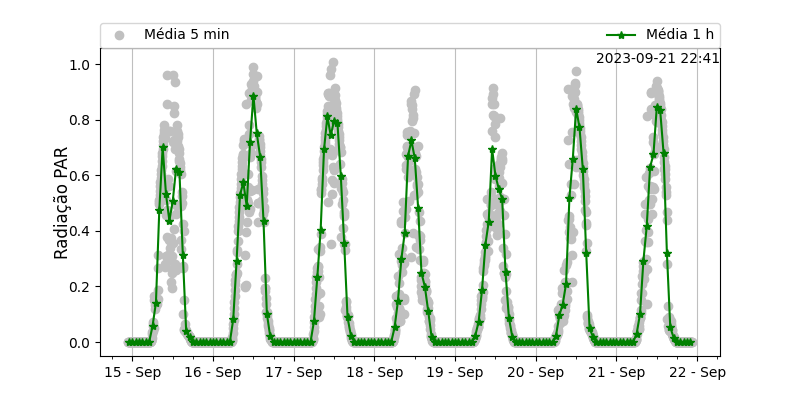 Média 5 min
Média 1 h
2023-09-21 22:41
Radiação PAR
1.0
0.8
0.6
0.4
0.2
0.0
15 - Sep
16 - Sep
17 - Sep
18 - Sep
19 - Sep
20 - Sep
21 - Sep
22 - Sep